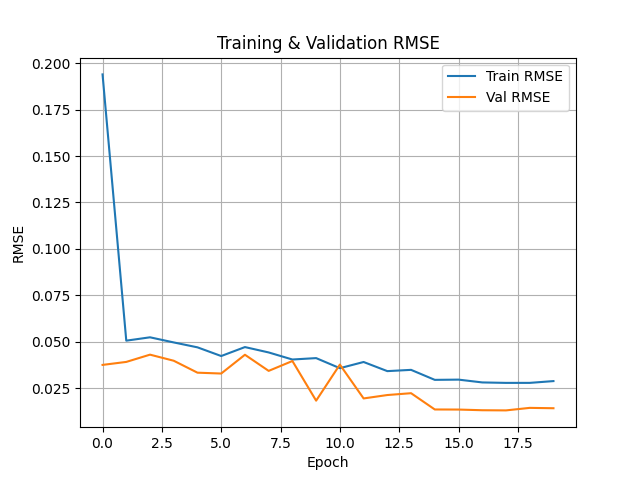 Training & Validation RMSE
Train RMSE
Val RMSE
RMSE
0.200
0.175
0.150
0.125
0.100
0.075
0.050
0.025
0.0 2.5 5.0 7.5 10.0 12.5 15.0 17.5
Epoch